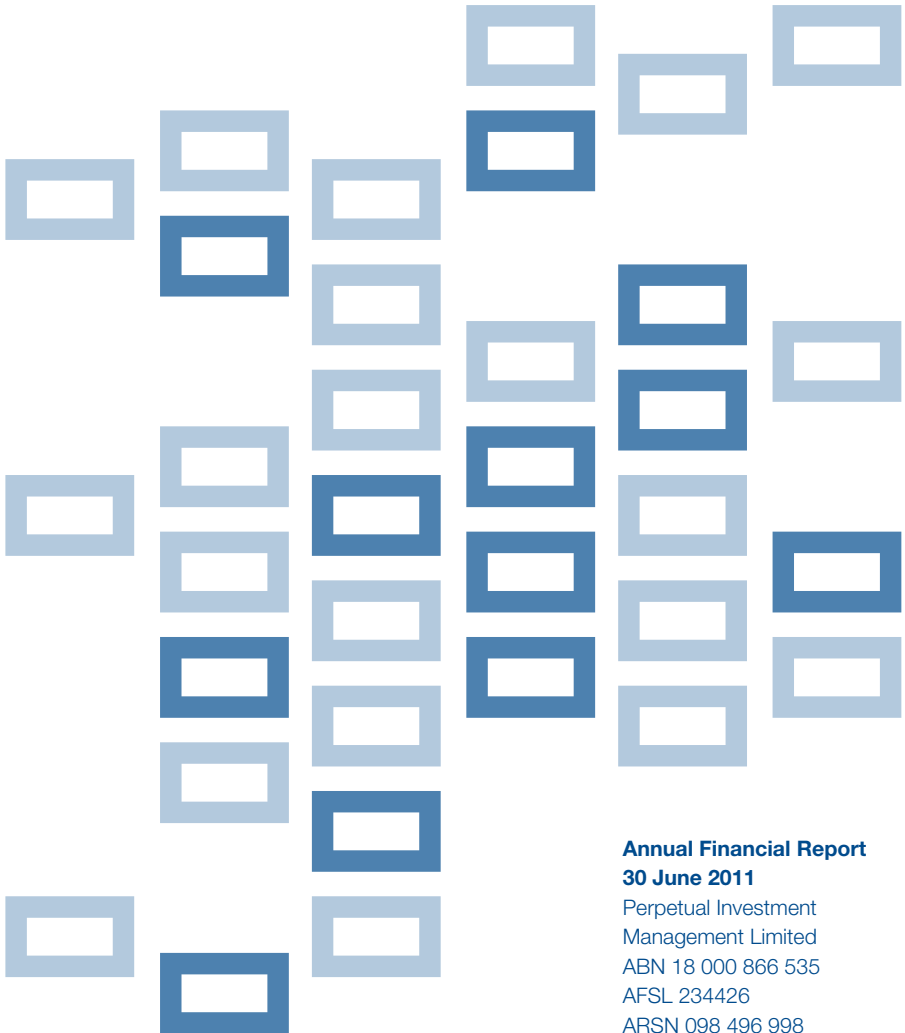 Annual Financial Report
30 June 2011
Perpetual Investment
Management Limited
ABN 18 000 866 535
AFSL 234426
ARSN 098 496 998